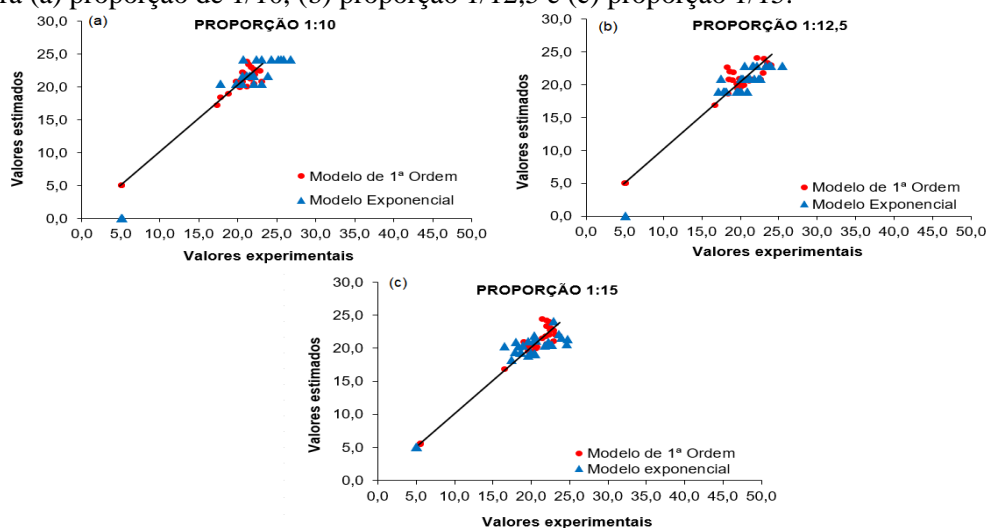 ra (a) proporção de 1/10, (b) proporção 1/12,5 e (c) proporção 1/15.
(a)
PROPORÇÃO 1:10
Valores estimados
30,0
25,0
20,0
15,0
10,0
5,0
0,0
Modelo de 1ª Ordem
Modelo Exponencial
0,0 5,0 10,0 15,0 20,0 25,0 30,0 35,0 40,0 45,0 50,0
Valores experimentais
(b)
PROPORÇÃO 1:12,5
Valores estimados
30,0
25,0
20,0
15,0
10,0
5,0
0,0
Modelo de 1ª Ordem
Modelo Exponencial
0,0 5,0 10,0 15,0 20,0 25,0 30,0 35,0 40,0 45,0 50,0
Valores experimentais
(c)
PROPORÇÃO 1:15
Valores estimados
30,0
25,0
20,0
15,0
10,0
5,0
0,0
Modelo de 1ª Ordem
Modelo exponencial
0,0 5,0 10,0 15,0 20,0 25,0 30,0 35,0 40,0 45,0 50,0
Valores experimentais